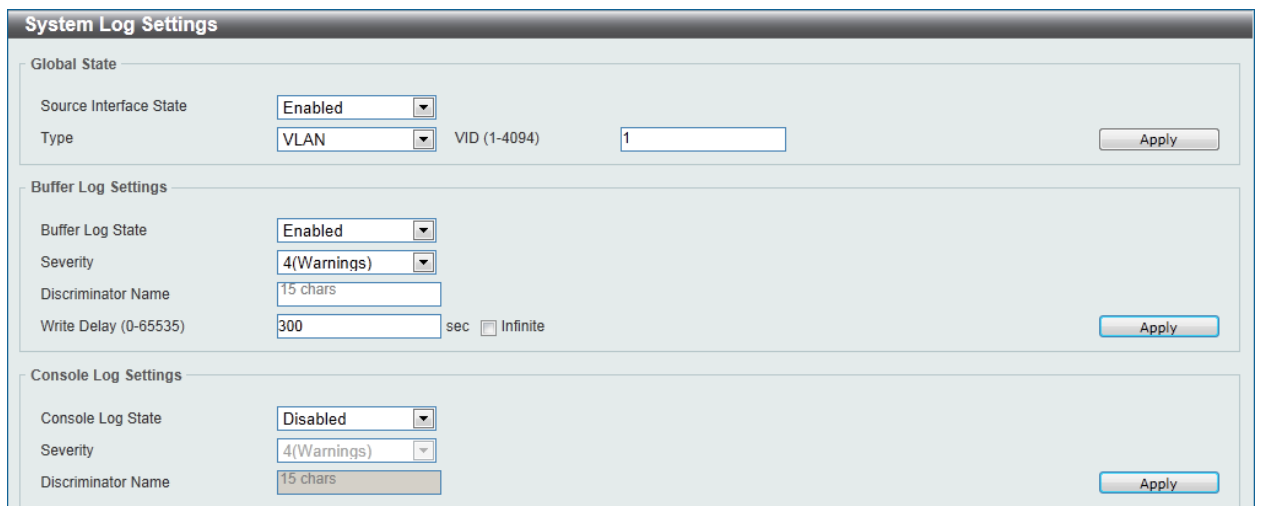 System Log Settings
Global State
Source Interface State Enabled
Type VLAN VID (1-4094) 1 Apply
Buffer Log Settings
Buffer Log State Enabled
Severity 4(Warnings)
Discriminator Name 15 chars
Write Delay (0-65535) 300 sec Infinite Apply
Console Log Settings
Console Log State Disabled
Severity 4(Warnings)
Discriminator Name 15 chars Apply